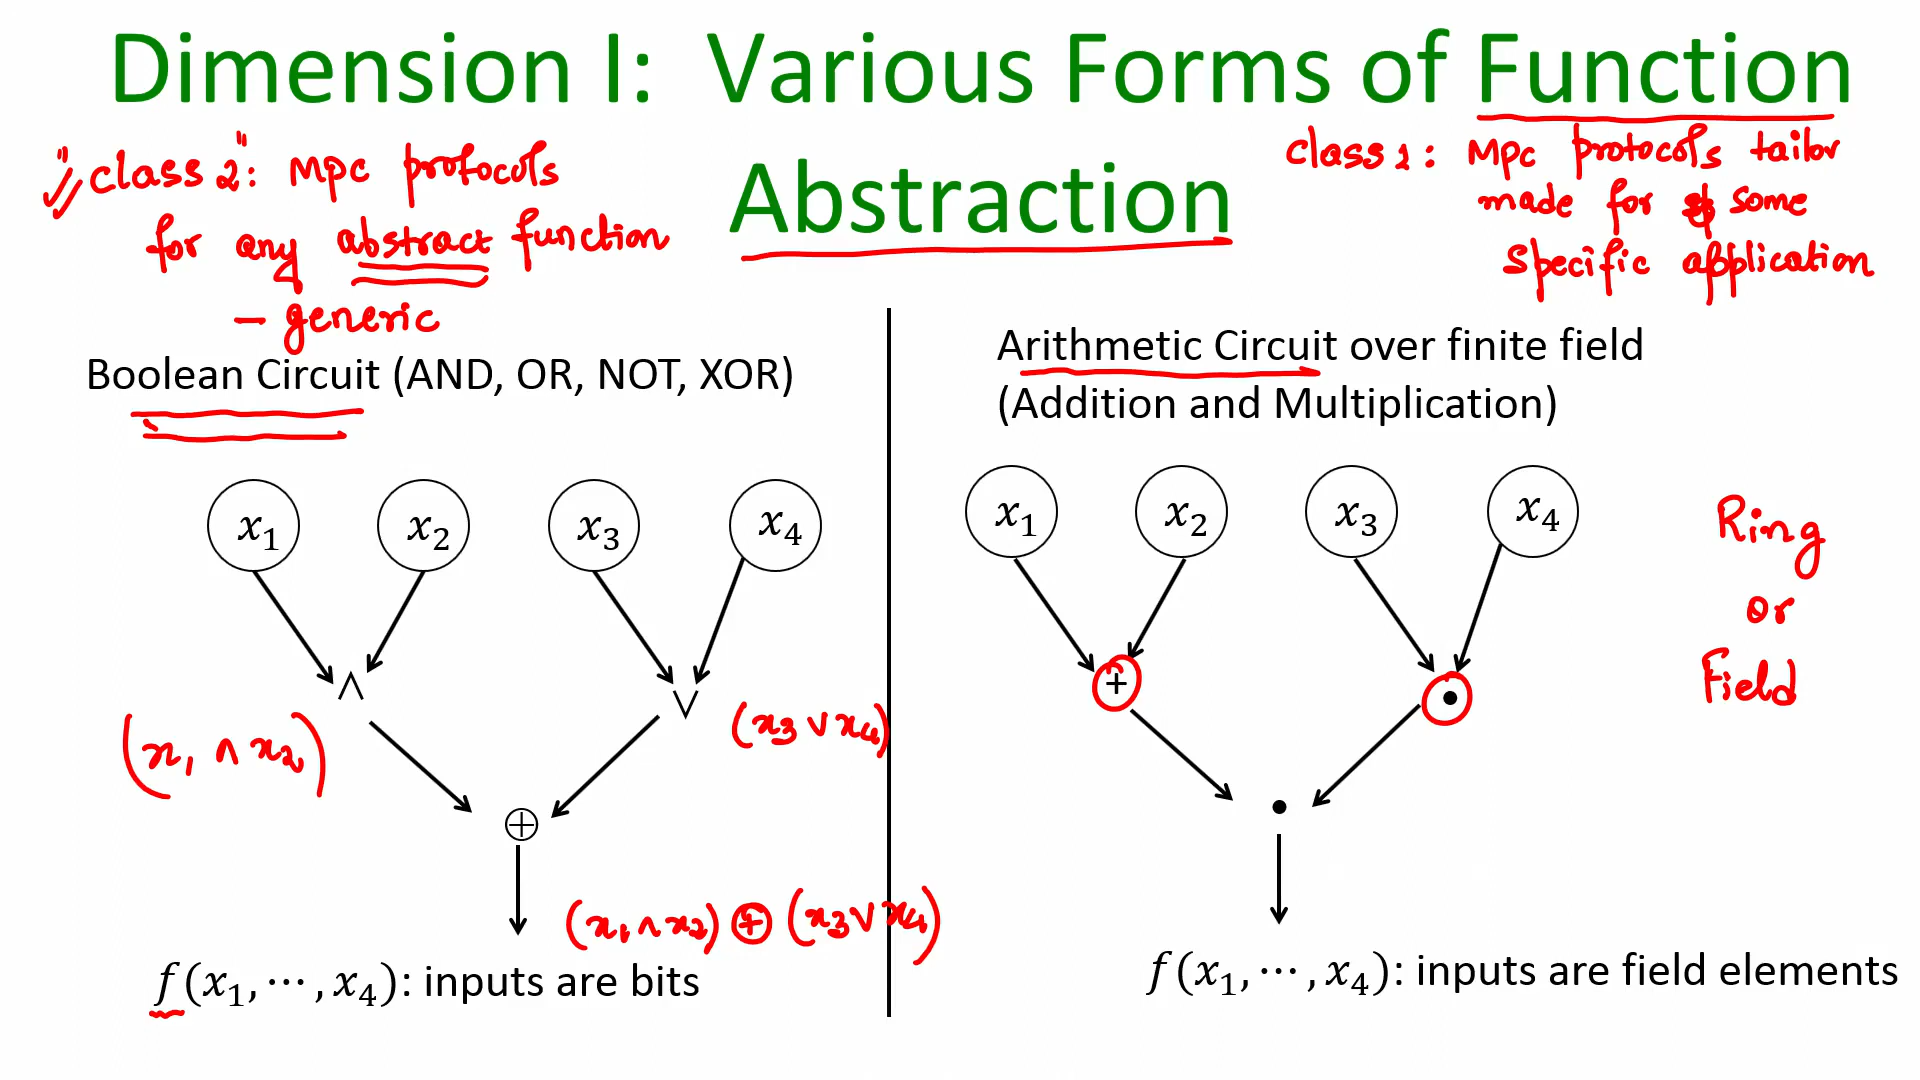 Dimension I: Various Forms of Function
Abstraction
"class 2": MPC protocols
for any abstract function
- generic
class 1: MPC protocols tailor
made for some
specific application
Boolean Circuit (AND, OR, NOT, XOR)
x₁ x₂ x₃ x₄
∧ ∨
(x₁ ∧ x₂) (x₃ ∨ x₄)
⊕
(x₁ ∧ x₂) ⊕ (x₃ ∨ x₄)
f(x₁, ⋯, x₄): inputs are bits
Arithmetic Circuit over finite field
(Addition and Multiplication)
x₁ x₂ x₃ x₄
+ •
•
f(x₁, ⋯, x₄): inputs are field elements
Ring
or
Field